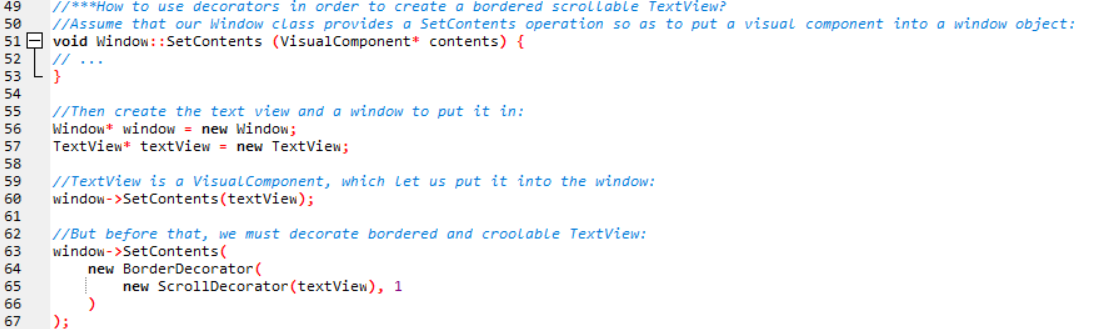 49 //***How to use decorators in order to create a bordered scrollable TextView?
50 //Assume that our Window class provides a SetContents operation so as to put a visual component into a window object:
51 void Window::SetContents (VisualComponent* contents) {
52 // ...
53 }
54
55 //Then create the text view and a window to put it in:
56 Window* window = new Window;
57 TextView* textView = new TextView;
58
59 //TextView is a VisualComponent, which let us put it into the window:
60 window->SetContents(textView);
61
62 //But before that, we must decorate bordered and croolable TextView:
63 window->SetContents(
64 new BorderDecorator(
65 new ScrollDecorator(textView), 1
66 )
67 );